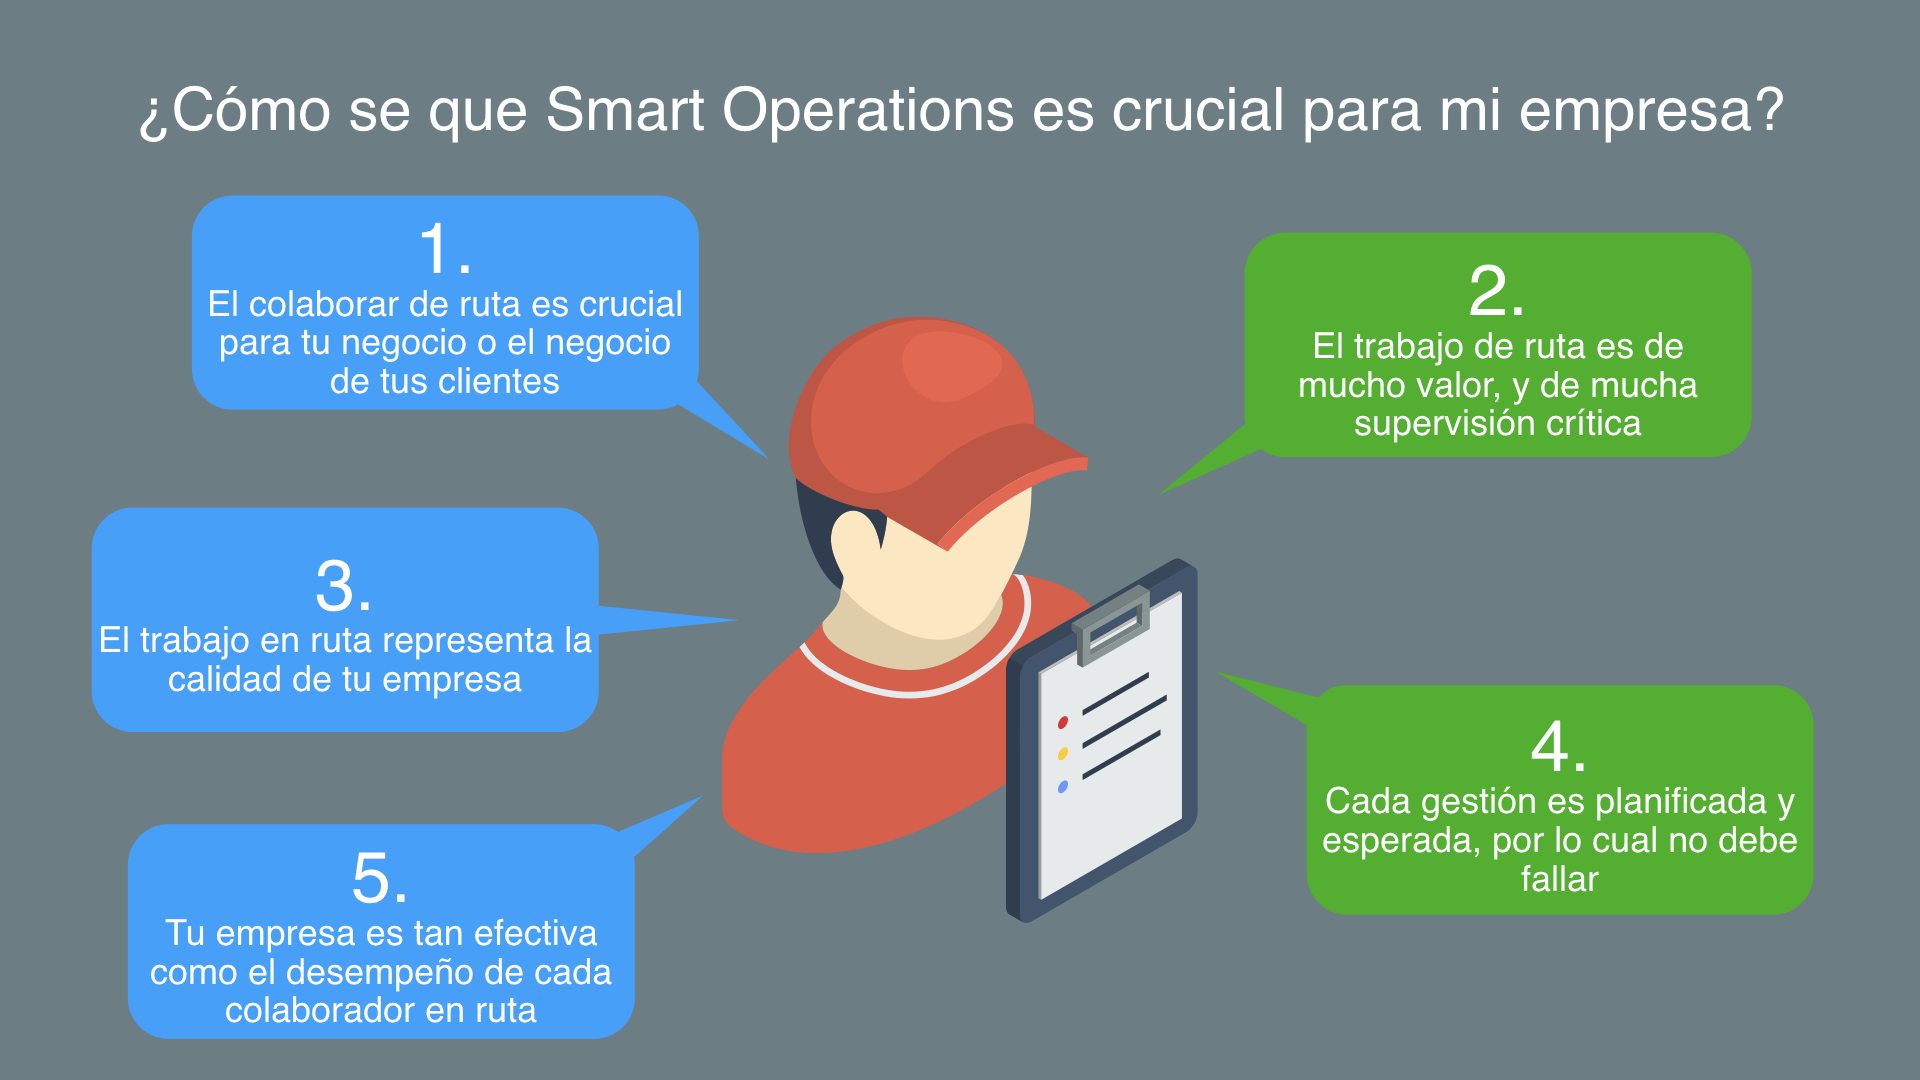 ¿Cómo se que Smart Operations es crucial para mi empresa?
1.
El colaborar de ruta es crucial
para tu negocio o el negocio
de tus clientes
2.
El trabajo de ruta es de
mucho valor, y de mucha
supervisión crítica
3.
El trabajo en ruta representa la
calidad de tu empresa
4.
Cada gestión es planificada y
esperada, por lo cual no debe
fallar
5.
Tu empresa es tan efectiva
como el desempeño de cada
colaborador en ruta